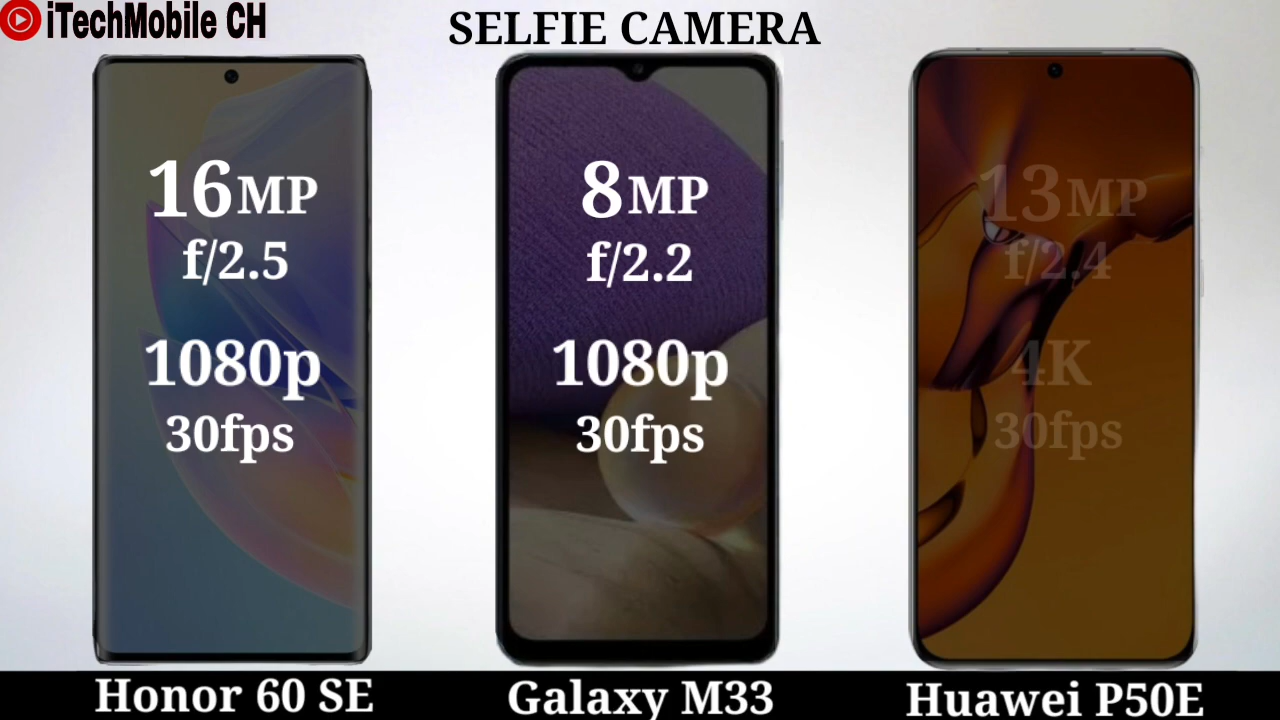 iTechMobile CH
SELFIE CAMERA
16MP
f/2.5
1080p
30fps
Honor 60 SE
8MP
f/2.2
1080p
30fps
Galaxy M33
13MP
f/2.4
4K
30fps
Huawei P50E